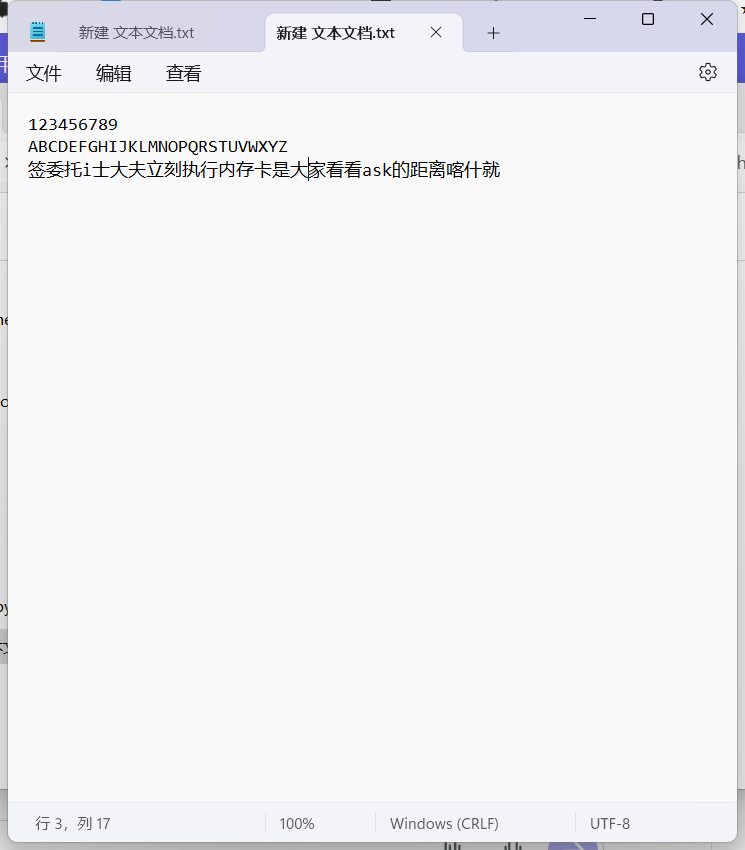 新建 文本文档.txt
新建 文本文档.txt
文件 编辑 查看
123456789
ABCDEFGHIJKLMNOPQRSTUVWXYZ
签委托i士大夫立刻执行内存卡是大家看看ask的距离喀什就
行 3，列 17 100% Windows (CRLF) UTF-8